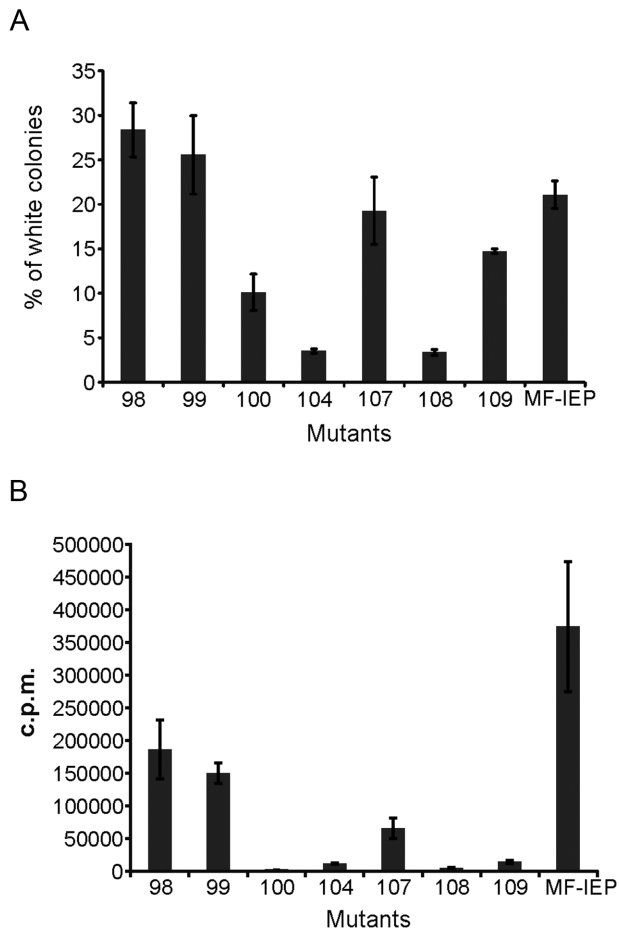 A
% of white colonies
35
30
25
20
15
10
5
0
98 99 100 104 107 108 109 MF-IEP
Mutants
B
c.p.m.
500000
450000
400000
350000
300000
250000
200000
150000
100000
50000
0
98 99 100 104 107 108 109 MF-IEP
Mutants